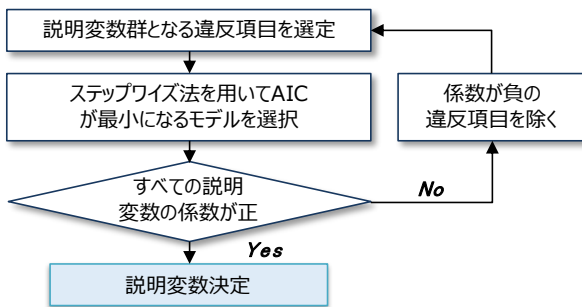 説明変数群となる違反項目を選定
ステップワイズ法を用いてAIC
が最小になるモデルを選択
係数が負の
違反項目を除く
すべての説明
変数の係数が正
No
Yes
説明変数決定